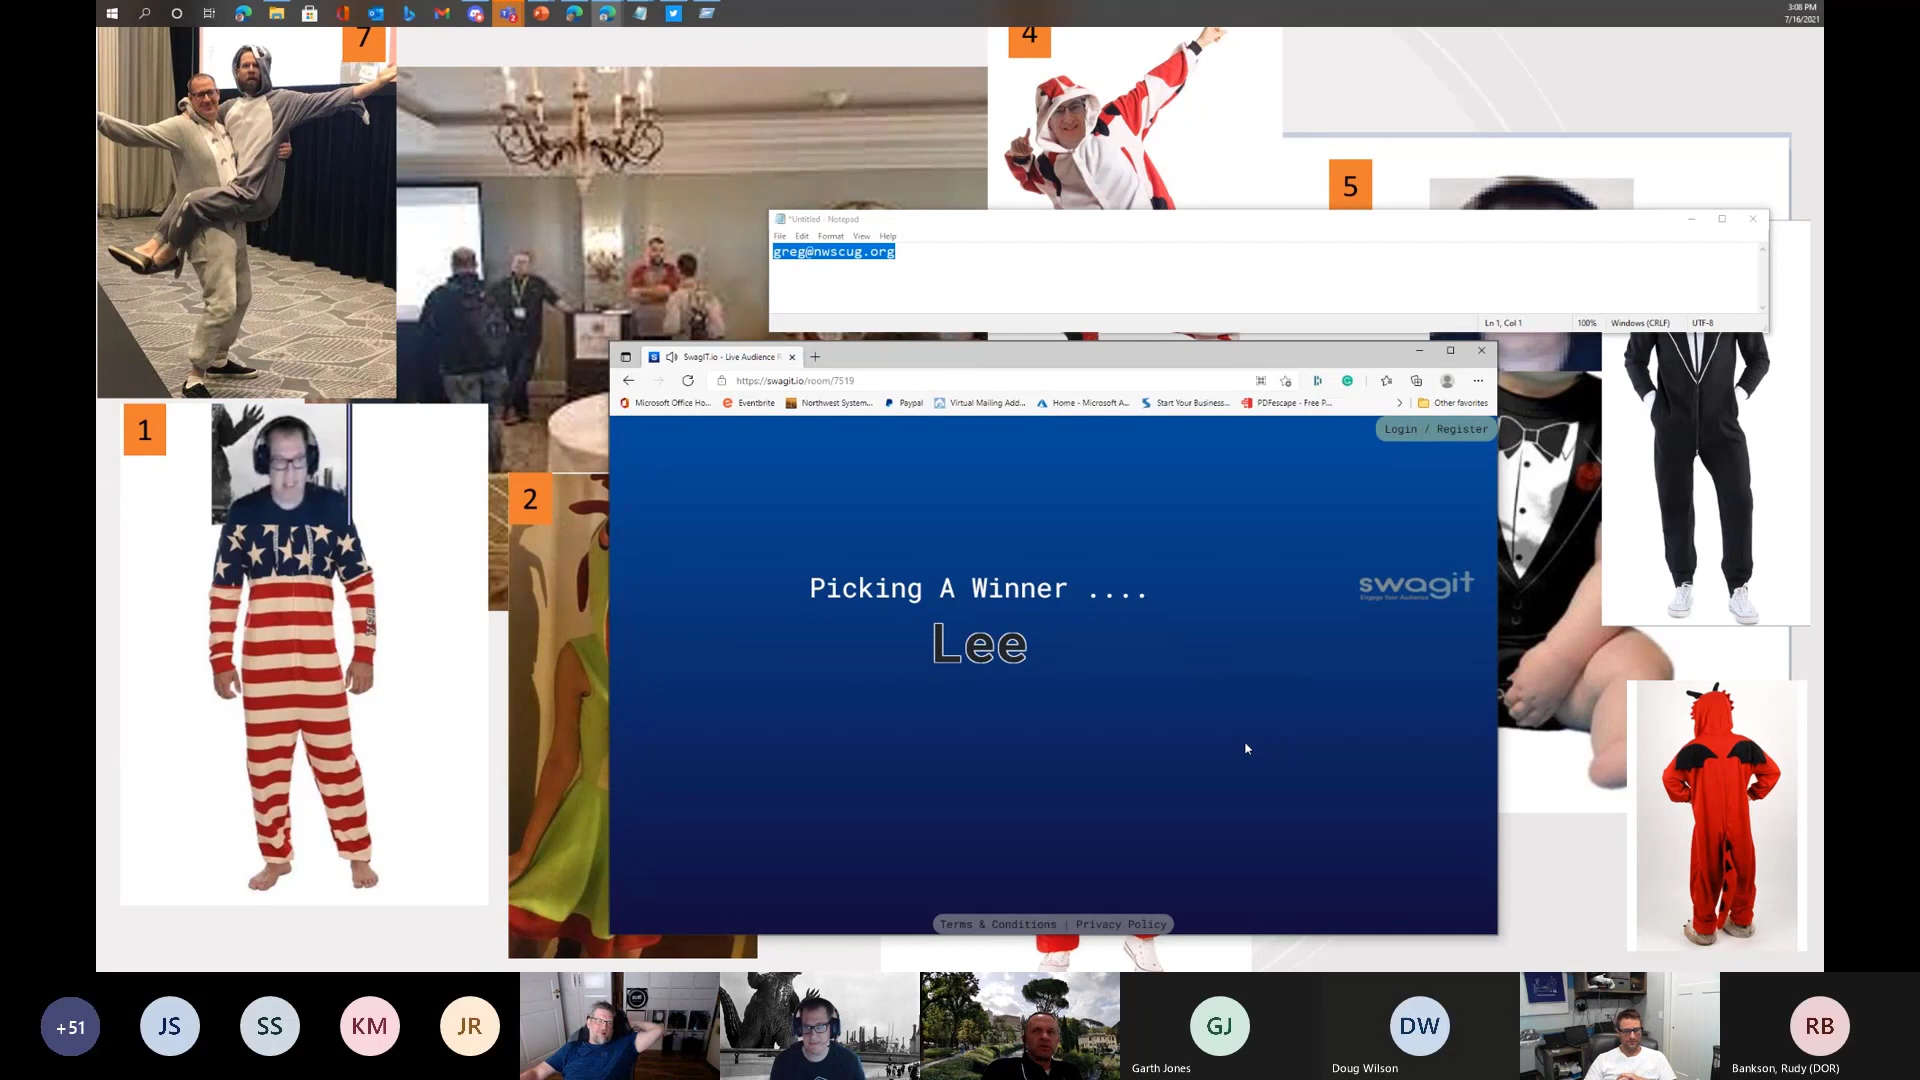 3:08 PM
7/16/2021
7
4
5
*Untitled - Notepad
File Edit Format View Help
greg@nwscug.org
Ln 1, Col 1 100% Windows (CRLF) UTF-8
SwagIT.io - Live Audience
https://swagit.io/room/7519
Microsoft Office Ho... Eventbrite Northwest System... Paypal Virtual Mailing Add... Home - Microsoft A... Start Your Business... PDFescape - Free P... Other favorites
1
Login / Register
2
Picking A Winner ....
swagit
Engage Your Audience
Lee
USA
Terms & Conditions | Privacy Policy
+51
JS
SS
KM
JR
GJ
DW
RB
Garth Jones
Doug Wilson
Bankson, Rudy (DOR)